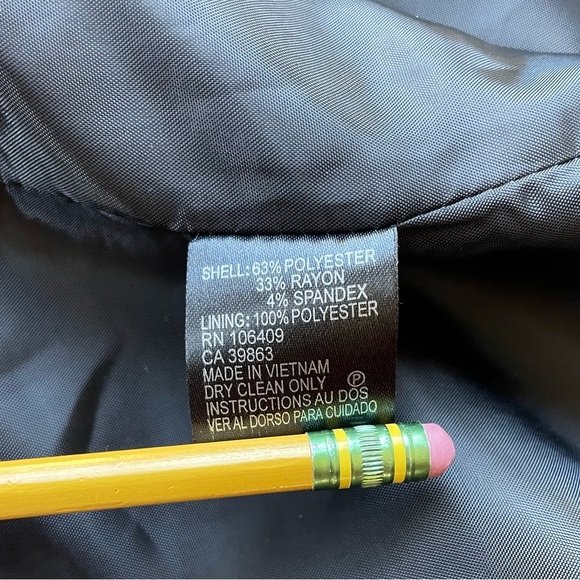 SHELL: 63% POLYESTER
33% RAYON
4% SPANDEX
LINING: 100% POLYESTER
RN 106409
CA 39863
MADE IN VIETNAM
DRY CLEAN ONLY Ⓟ
INSTRUCTIONS AU DOS
VER AL DORSO PARA CUIDADO